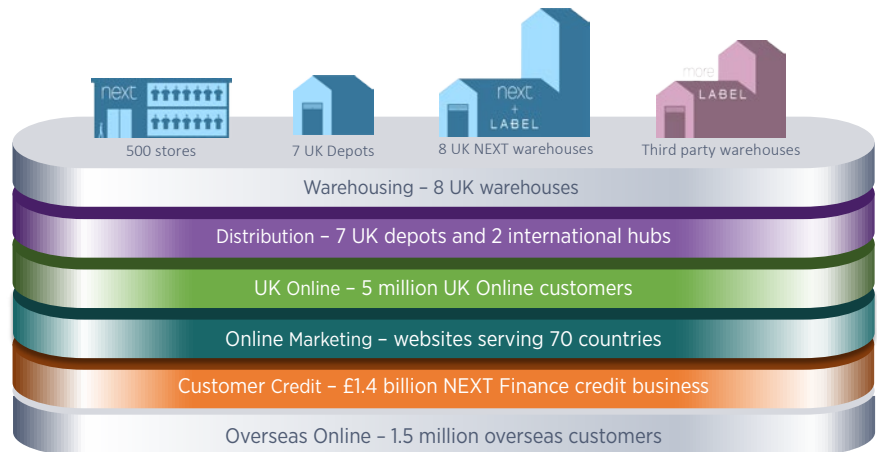 next
next
+
LABEL
more
LABEL
500 stores
7 UK Depots
8 UK NEXT warehouses
Third party warehouses
Warehousing – 8 UK warehouses
Distribution – 7 UK depots and 2 international hubs
UK Online – 5 million UK Online customers
Online Marketing – websites serving 70 countries
Customer Credit – £1.4 billion NEXT Finance credit business
Overseas Online – 1.5 million overseas customers